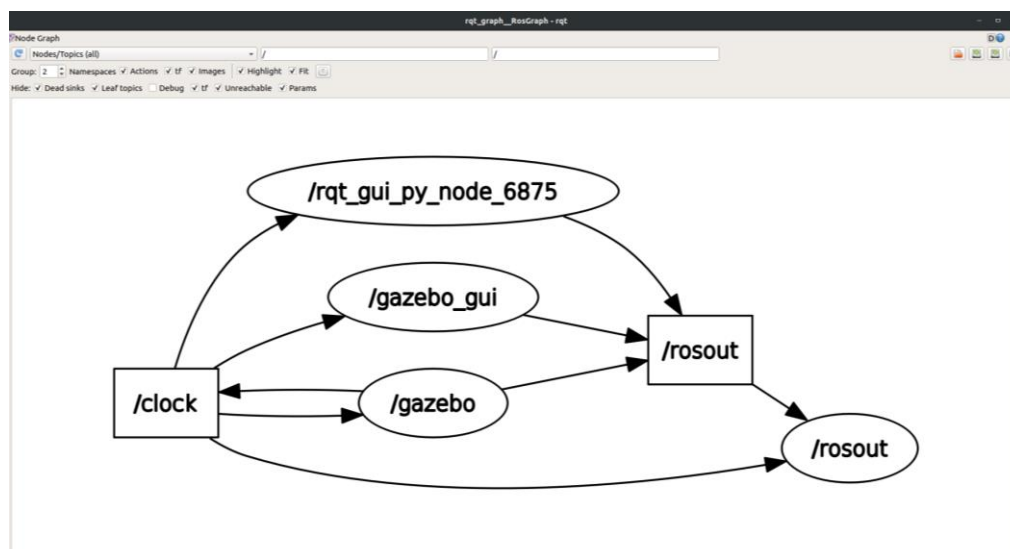 rqt_graph__RosGraph - rqt
Node Graph
D
Nodes/Topics (all) / /
Group: 2 Namespaces Actions tf Images Highlight Fit
Hide: Dead sinks Leaf topics Debug tf Unreachable Params
/rqt_gui_py_node_6875
/gazebo_gui
/rosout
/clock
/gazebo
/rosout